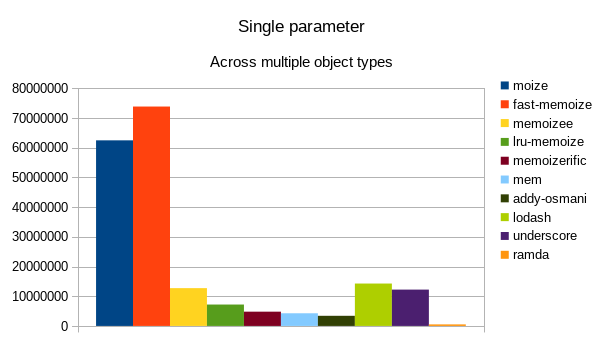 Single parameter
Across multiple object types
80000000
70000000
60000000
50000000
40000000
30000000
20000000
10000000
0
moize
fast-memoize
memoizee
lru-memoize
memoizerific
mem
addy-osmani
lodash
underscore
ramda